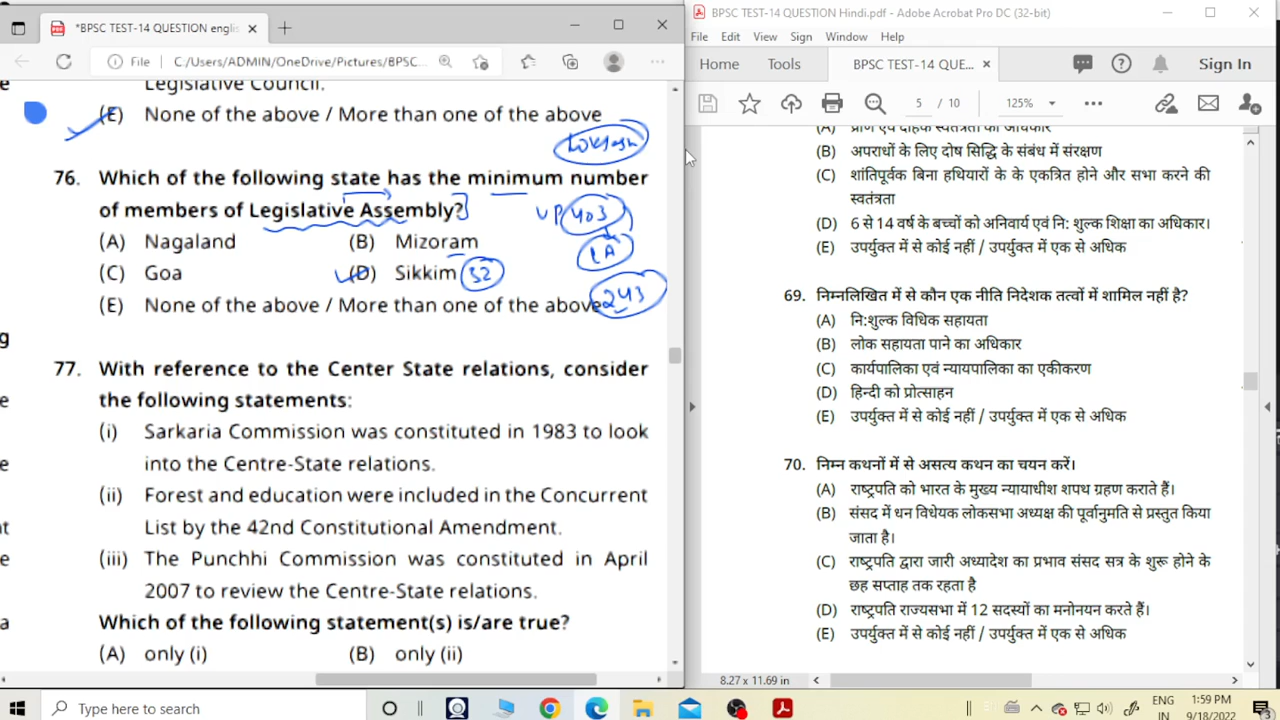 *BPSC TEST-14 QUESTION englis
File C:/Users/ADMIN/OneDrive/Pictures/BPSC...
e Legislative Council.
(E) None of the above / More than one of the above
76. Which of the following state has the minimum number
of members of Legislative Assembly?
UP 403
LA
(A) Nagaland (B) Mizoram
(C) Goa (D) Sikkim 32
243
(E) None of the above / More than one of the above
g
77. With reference to the Center State relations, consider
e the following statements:
(i) Sarkaria Commission was constituted in 1983 to look
e into the Centre-State relations.
(ii) Forest and education were included in the Concurrent
nt List by the 42nd Constitutional Amendment.
e (iii) The Punchhi Commission was constituted in April
2007 to review the Centre-State relations.
a Which of the following statement(s) is/are true?
(A) only (i) (B) only (ii)
BPSC TEST-14 QUESTION Hindi.pdf - Adobe Acrobat Pro DC (32-bit)
File Edit View Sign Window Help
Home Tools BPSC TEST-14 QUE... Sign In
5 / 10 125%
(A) प्राण एवं दैहिक स्वतंत्रता का अधिकार
(B) अपराधों के लिए दोष सिद्धि के संबंध में संरक्षण
(C) शांतिपूर्वक बिना हथियारों के के एकत्रित होने और सभा करने की
स्वतंत्रता
(D) 6 से 14 वर्ष के बच्चों को अनिवार्य एवं नि: शुल्क शिक्षा का अधिकार।
(E) उपर्युक्त में से कोई नहीं / उपर्युक्त में एक से अधिक
69. निम्नलिखित में से कौन एक नीति निदेशक तत्वों में शामिल नहीं है?
(A) नि:शुल्क विधिक सहायता
(B) लोक सहायता पाने का अधिकार
(C) कार्यपालिका एवं न्यायपालिका का एकीकरण
(D) हिन्दी को प्रोत्साहन
(E) उपर्युक्त में से कोई नहीं / उपर्युक्त में एक से अधिक
70. निम्न कथनों में से असत्य कथन का चयन करें।
(A) राष्ट्रपति को भारत के मुख्य न्यायाधीश शपथ ग्रहण कराते हैं।
(B) संसद में धन विधेयक लोकसभा अध्यक्ष की पूर्वानुमति से प्रस्तुत किया
जाता है।
(C) राष्ट्रपति द्वारा जारी अध्यादेश का प्रभाव संसद सत्र के शुरू होने के
छह सप्ताह तक रहता है
(D) राष्ट्रपति राज्यसभा में 12 सदस्यों का मनोनयन करते हैं।
(E) उपर्युक्त में से कोई नहीं / उपर्युक्त में एक से अधिक
8.27 x 11.69 in
Type here to search
ENG 1:59 PM
IN 9/18/2022